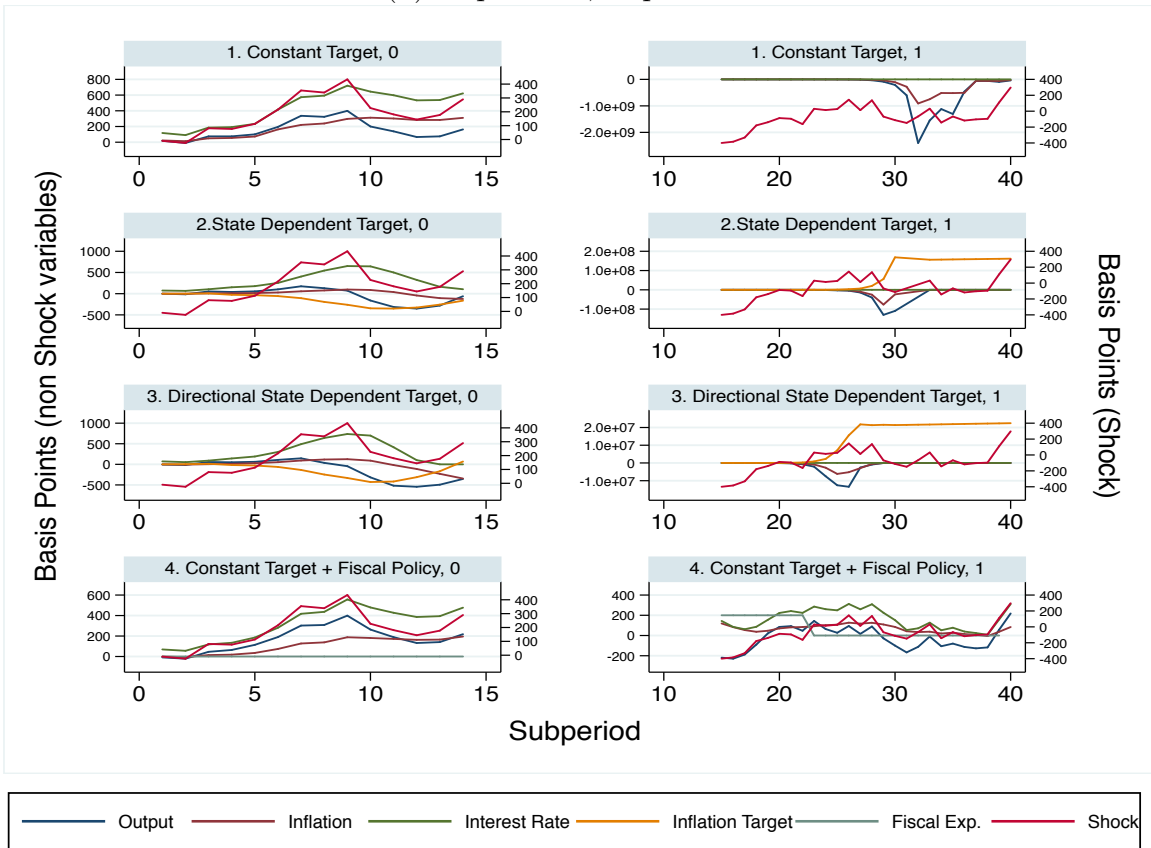 1. Constant Target, 0
800
600
400
200
0
400
300
200
100
0
0 5 10 15
1. Constant Target, 1
0
-1.0e+09
-2.0e+09
400
200
0
-200
-400
10 20 30 40
2.State Dependent Target, 0
1000
500
0
-500
400
300
200
100
0
0 5 10 15
2.State Dependent Target, 1
2.0e+08
1.0e+08
0
-1.0e+08
400
200
0
-200
-400
10 20 30 40
3. Directional State Dependent Target, 0
1000
500
0
-500
400
300
200
100
0
0 5 10 15
3. Directional State Dependent Target, 1
2.0e+07
1.0e+07
0
-1.0e+07
400
200
0
-200
-400
10 20 30 40
4. Constant Target + Fiscal Policy, 0
600
400
200
0
400
300
200
100
0
0 5 10 15
4. Constant Target + Fiscal Policy, 1
400
200
0
-200
400
200
0
-200
-400
10 20 30 40
Basis Points (non Shock variables)
Basis Points (Shock)
Subperiod
Output Inflation Interest Rate Inflation Target Fiscal Exp. Shock